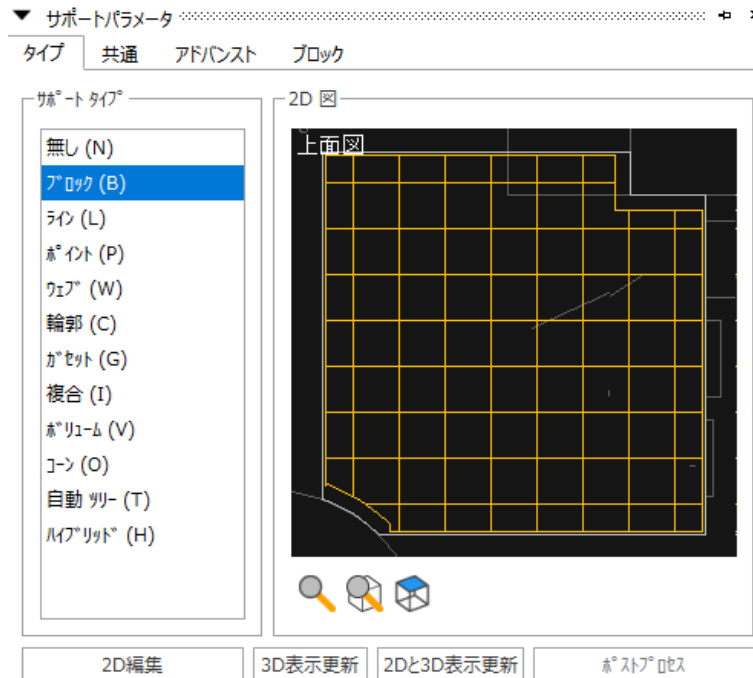 サポートパラメータ
タイプ 共通 アドバンスト ブロック
ｻﾎﾟｰﾄ ﾀｲﾌﾟ
無し (N)
ﾌﾞﾛｯｸ (B)
ﾗｲﾝ (L)
ﾎﾟｲﾝﾄ (P)
ｳｪﾌﾞ (W)
輪郭 (C)
ｶﾞｾｯﾄ (G)
複合 (I)
ﾎﾞﾘｭｰﾑ (V)
ｺｰﾝ (O)
自動 ﾂﾘｰ (T)
ﾊｲﾌﾞﾘｯﾄﾞ (H)
2D 図
上面図
2D編集 3D表示更新 2Dと3D表示更新 ﾎﾟｽﾄﾌﾟﾛｾｽ